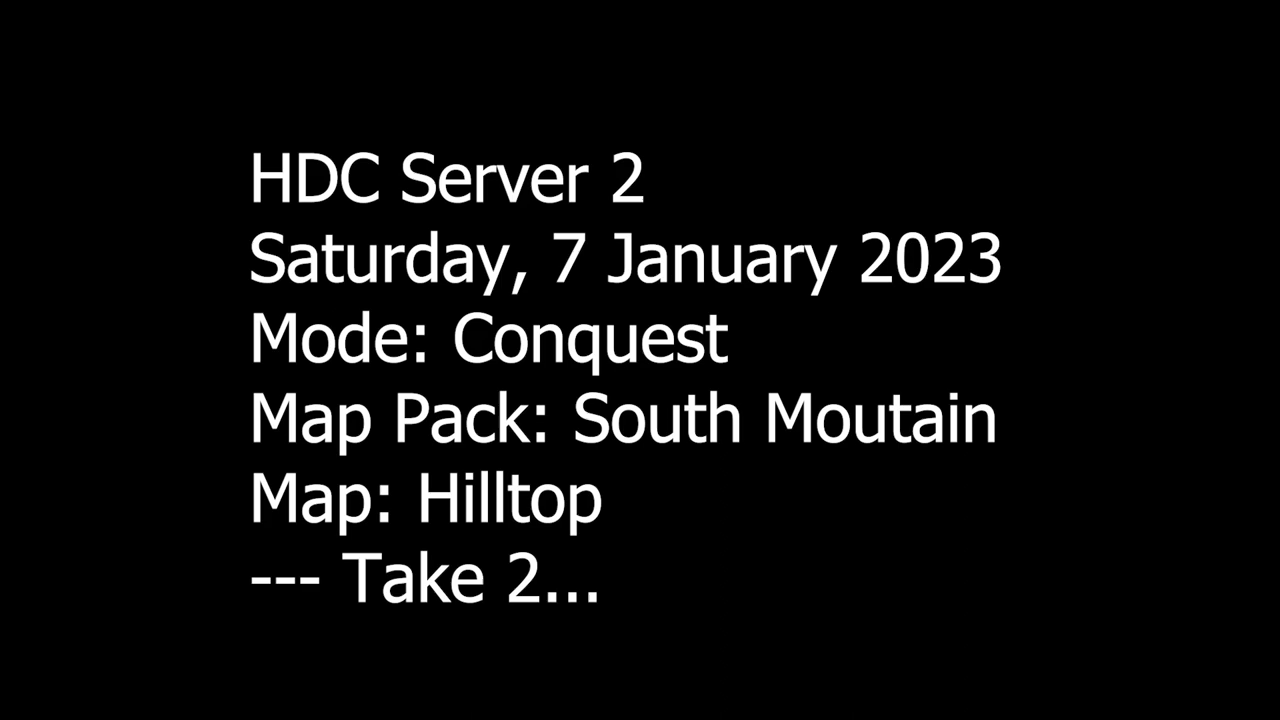 HDC Server 2
Saturday, 7 January 2023
Mode: Conquest
Map Pack: South Moutain
Map: Hilltop
--- Take 2...